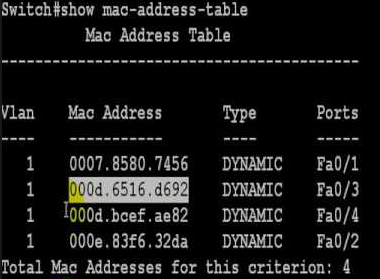 Switch#show mac-address-table
Mac Address Table
-------------------------------------------
Vlan Mac Address Type Ports
---- ----------- ---- -----
1 0007.8580.7456 DYNAMIC Fa0/1
1 000d.6516.d692 DYNAMIC Fa0/3
1 000d.bcef.ae82 DYNAMIC Fa0/4
1 000e.83f6.32da DYNAMIC Fa0/2
Total Mac Addresses for this criterion: 4